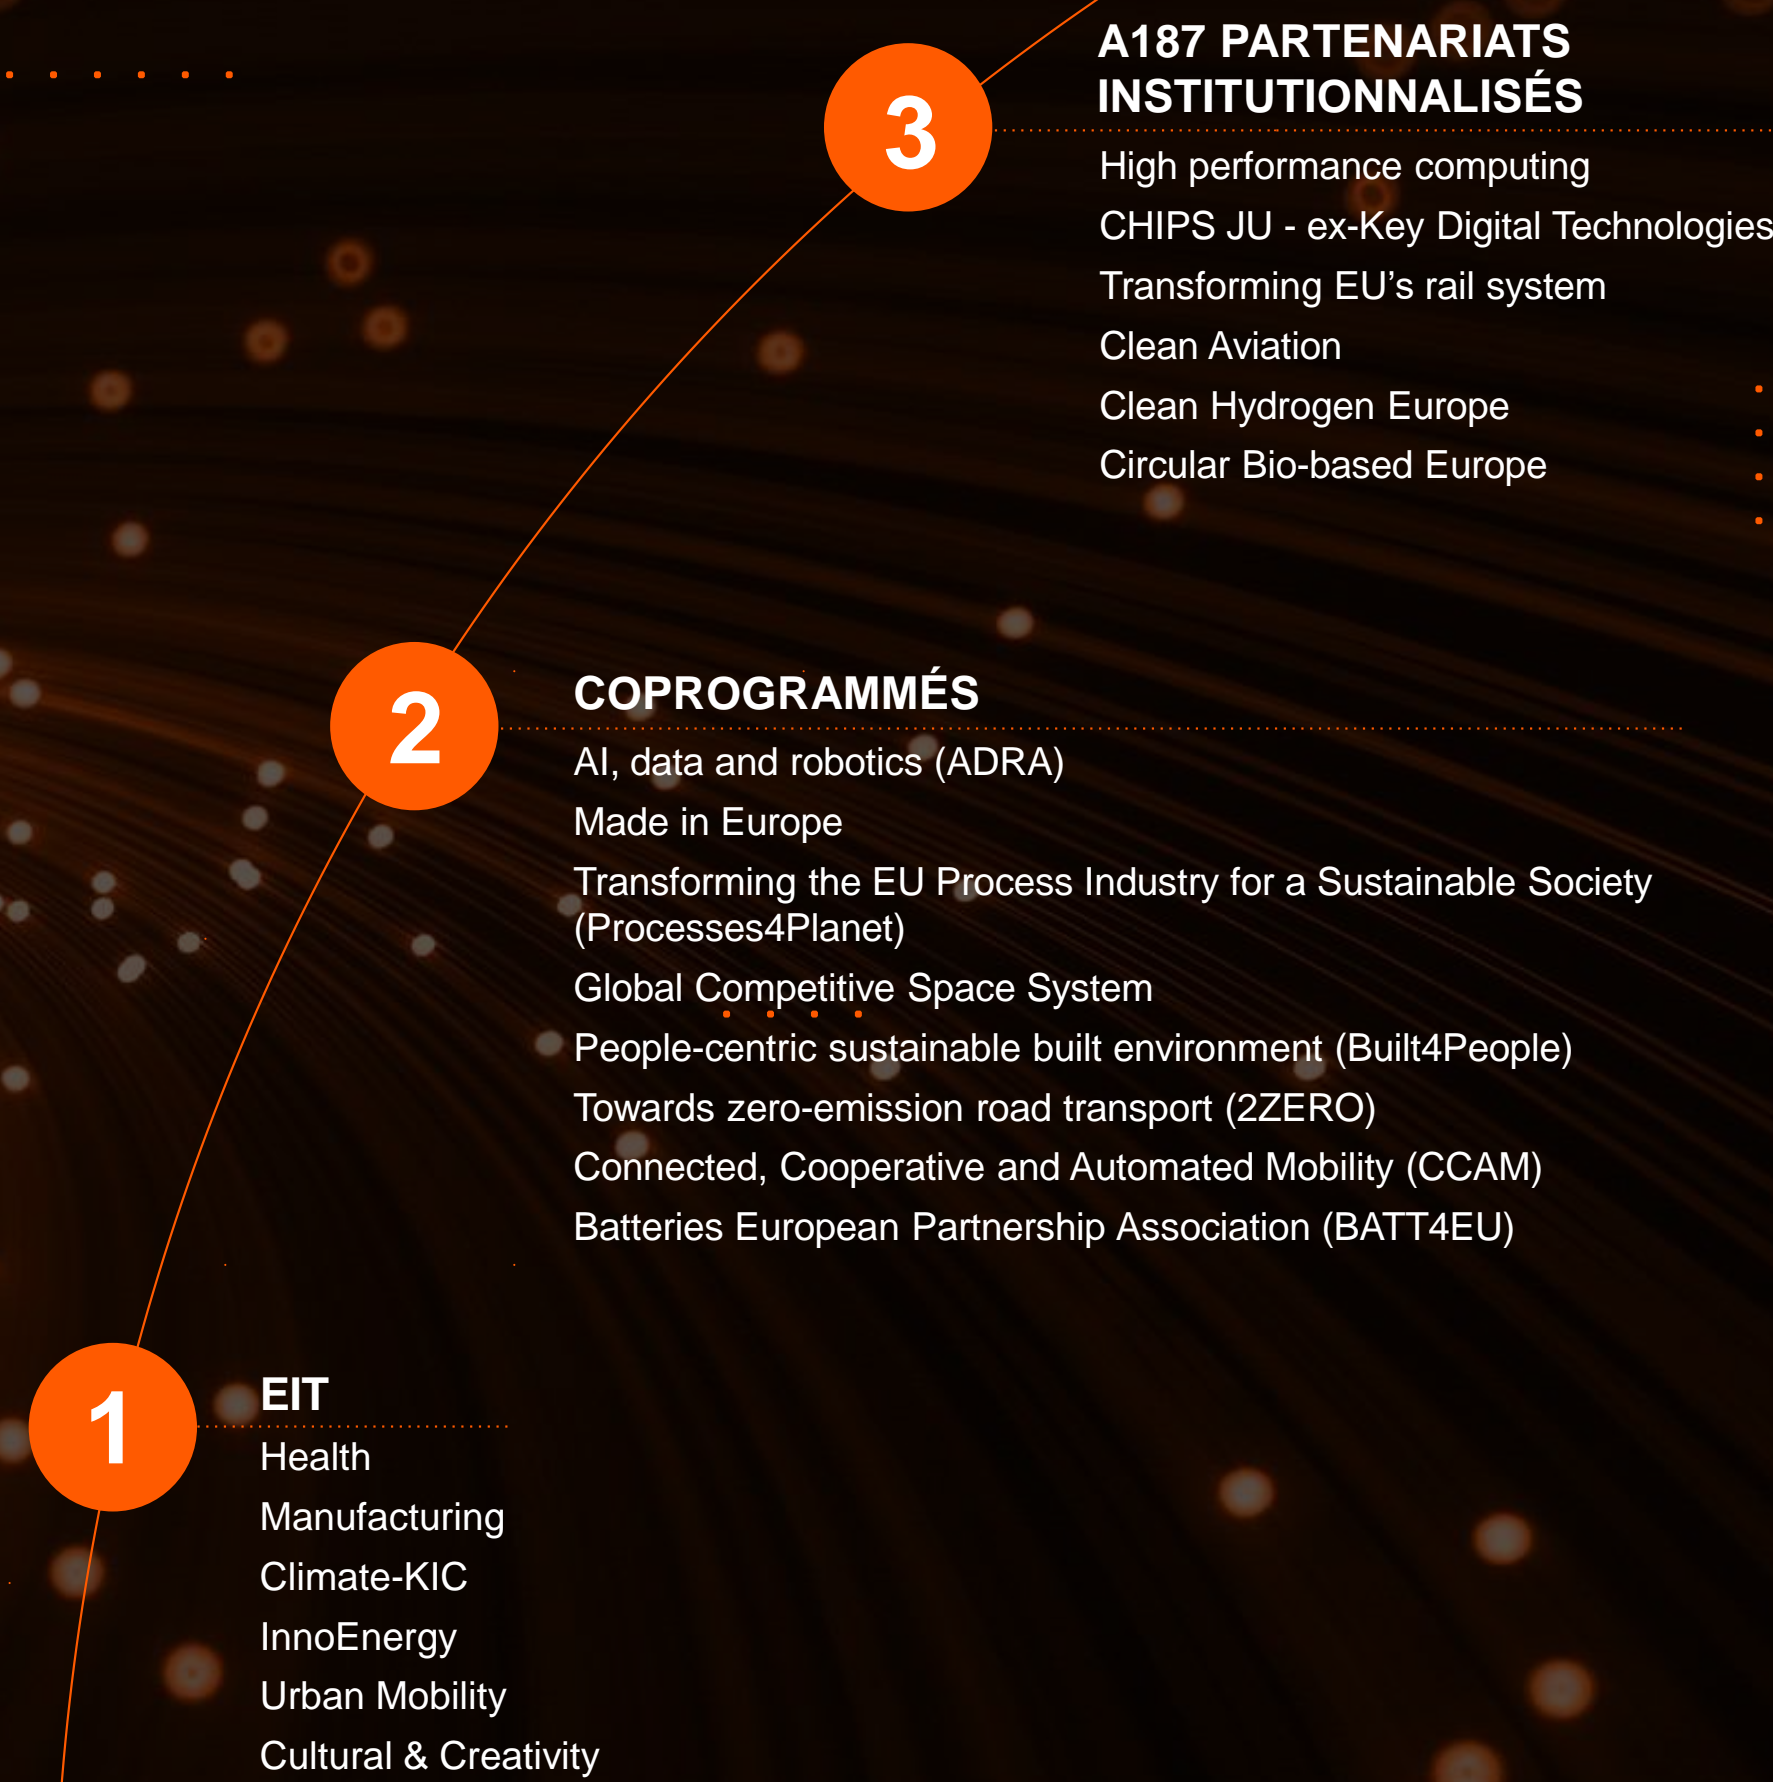 3
A187 PARTENARIATS
INSTITUTIONNALISÉS
High performance computing
CHIPS JU - ex-Key Digital Technologies
Transforming EU’s rail system
Clean Aviation
Clean Hydrogen Europe
Circular Bio-based Europe
2
COPROGRAMMÉS
AI, data and robotics (ADRA)
Made in Europe
Transforming the EU Process Industry for a Sustainable Society
(Processes4Planet)
Global Competitive Space System
People-centric sustainable built environment (Built4People)
Towards zero-emission road transport (2ZERO)
Connected, Cooperative and Automated Mobility (CCAM)
Batteries European Partnership Association (BATT4EU)
1
EIT
Health
Manufacturing
Climate-KIC
InnoEnergy
Urban Mobility
Cultural & Creativity